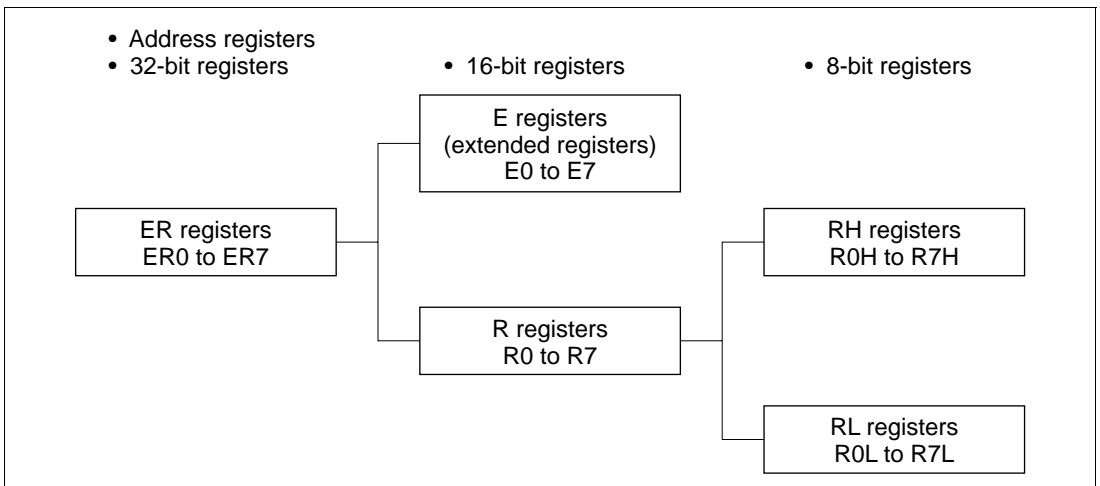 • Address registers
• 32-bit registers
• 16-bit registers
• 8-bit registers
E registers
(extended registers)
E0 to E7
ER registers
ER0 to ER7
RH registers
R0H to R7H
R registers
R0 to R7
RL registers
R0L to R7L